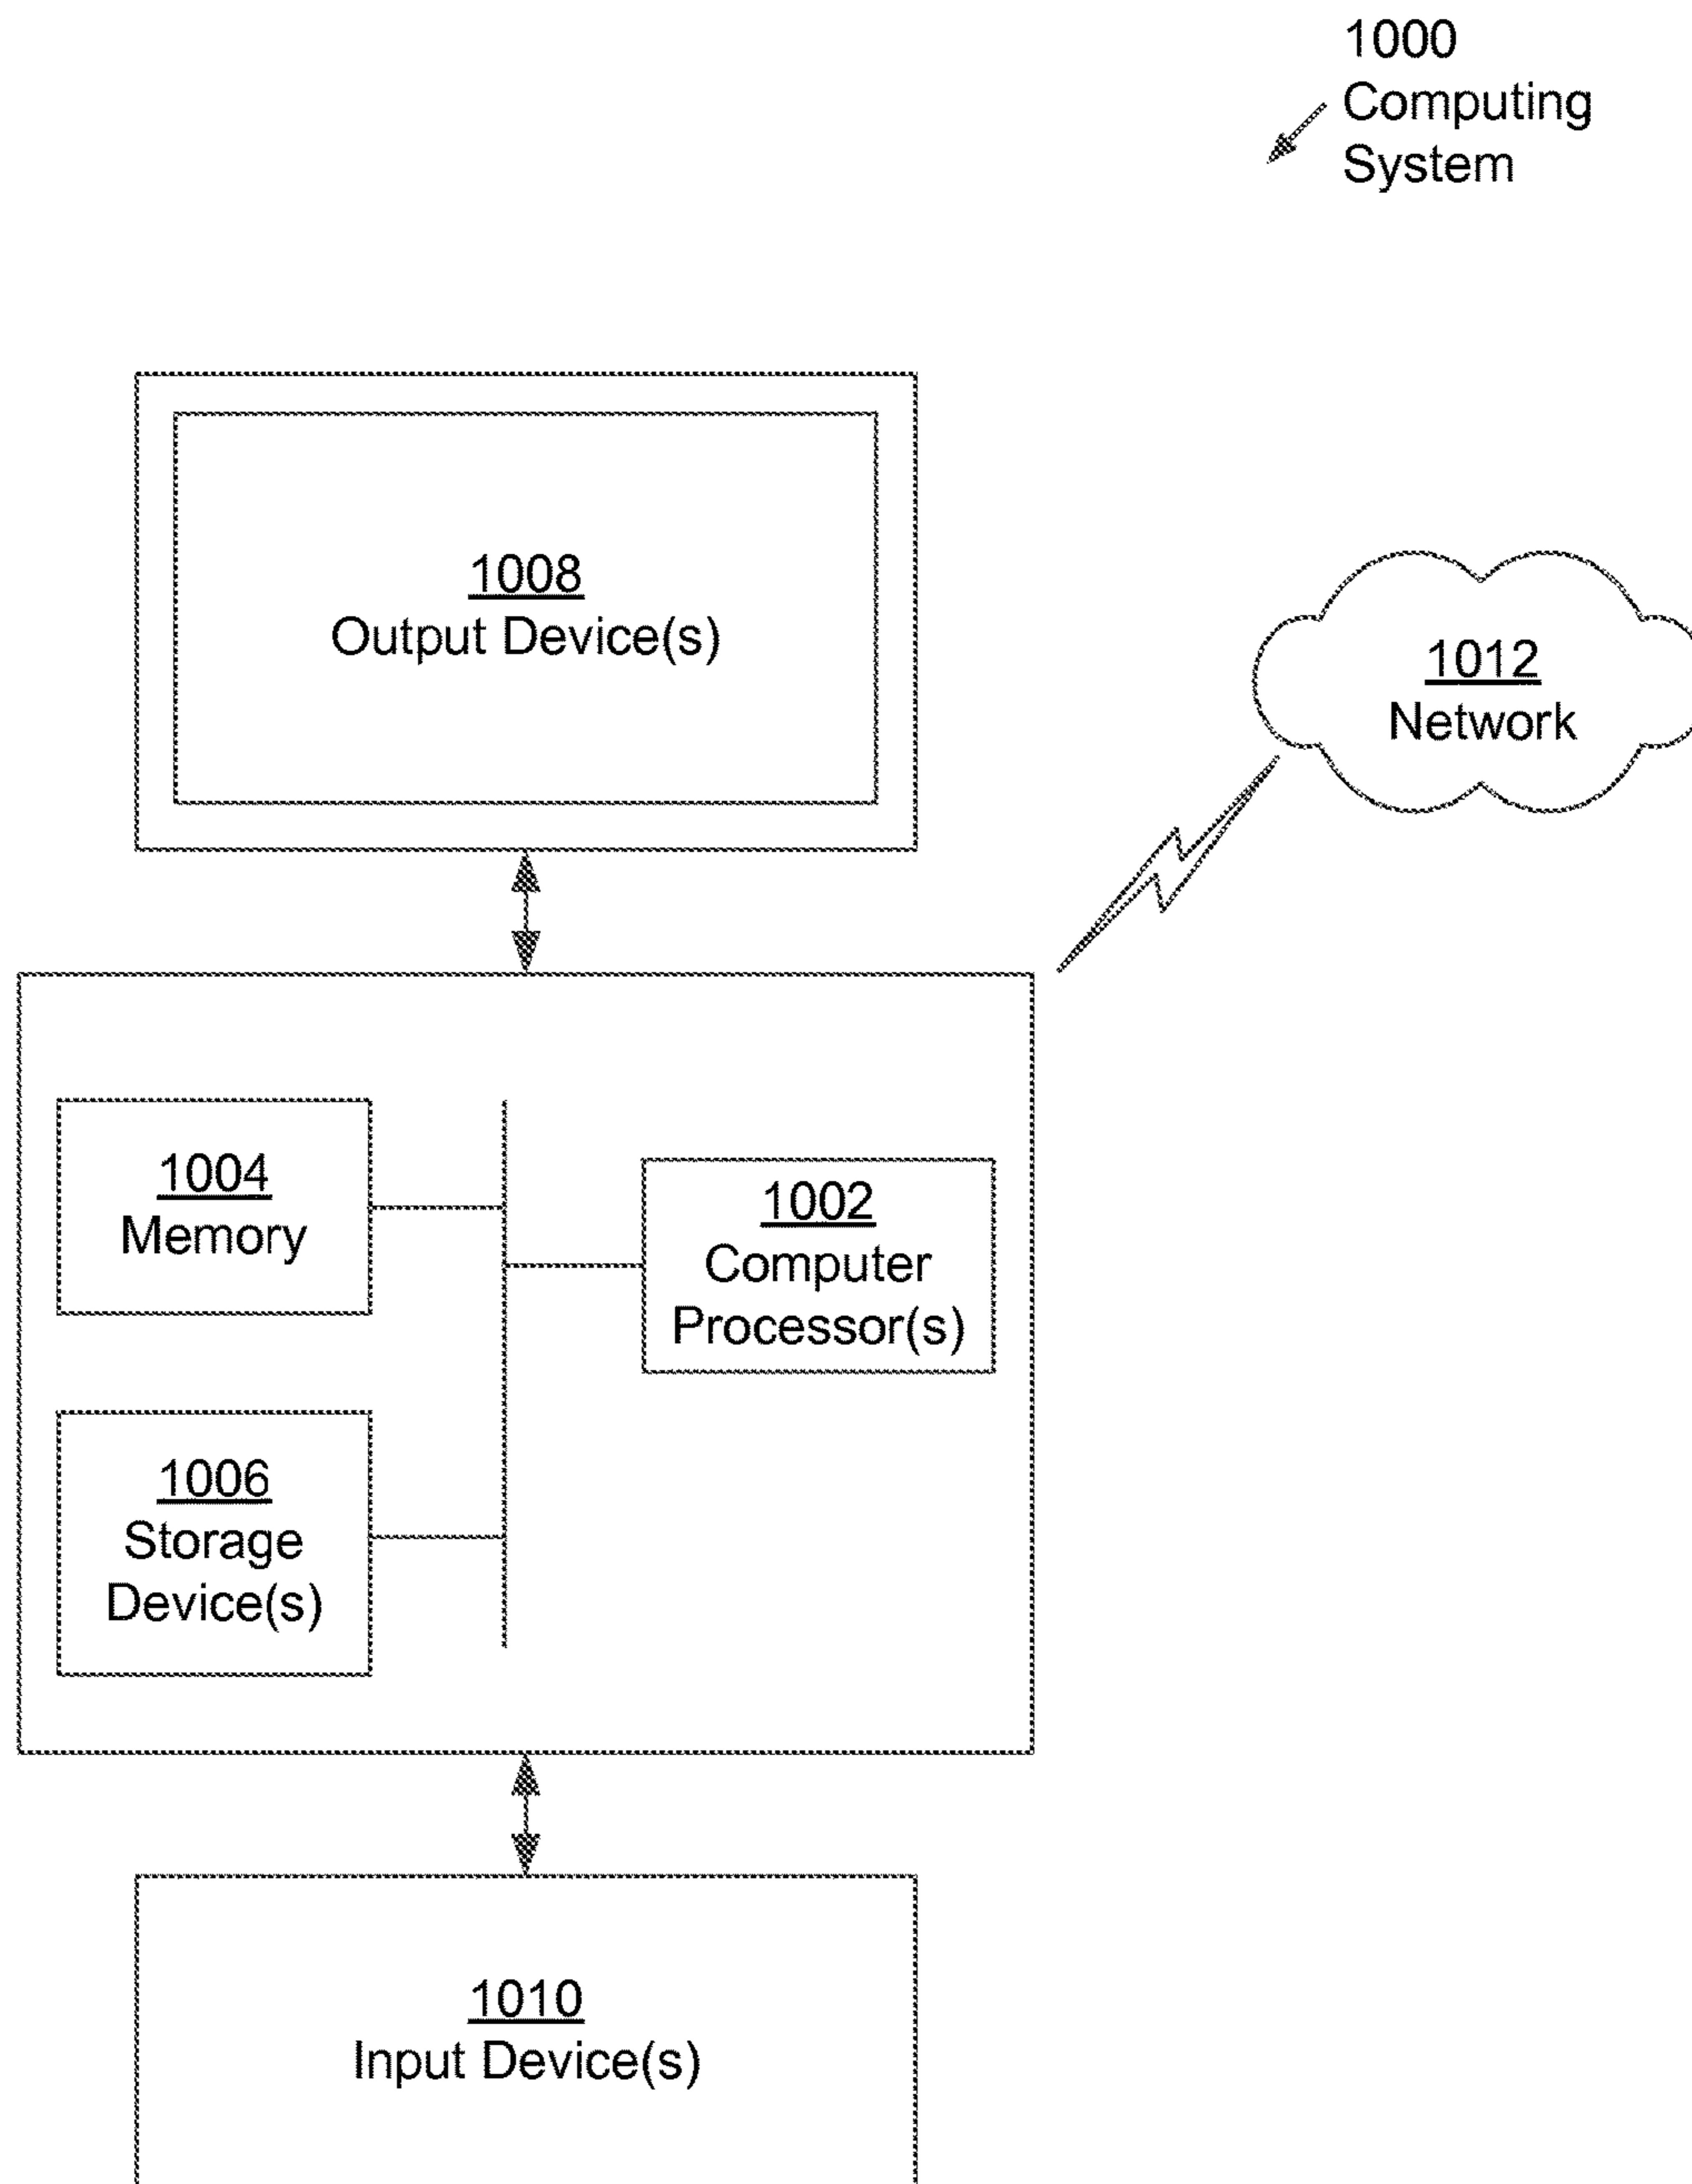 1000
Computing
System
1008
Output Device(s)
1012
Network
1004
Memory
1002
Computer
Processor(s)
1006
Storage
Device(s)
1010
Input Device(s)